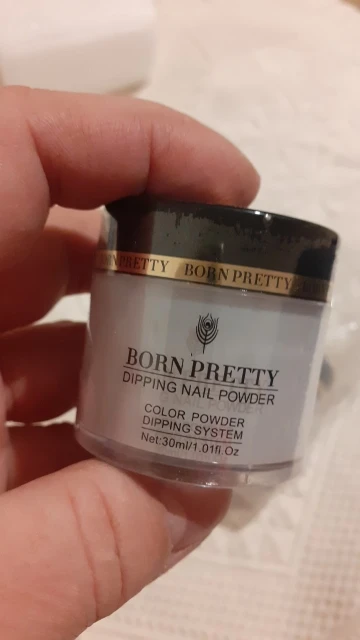 BORN PRETTY BORN PRETTY
BORN PRETTY
DIPPING NAIL POWDER
COLOR POWDER
DIPPING SYSTEM
Net:30ml/1.01fl.Oz